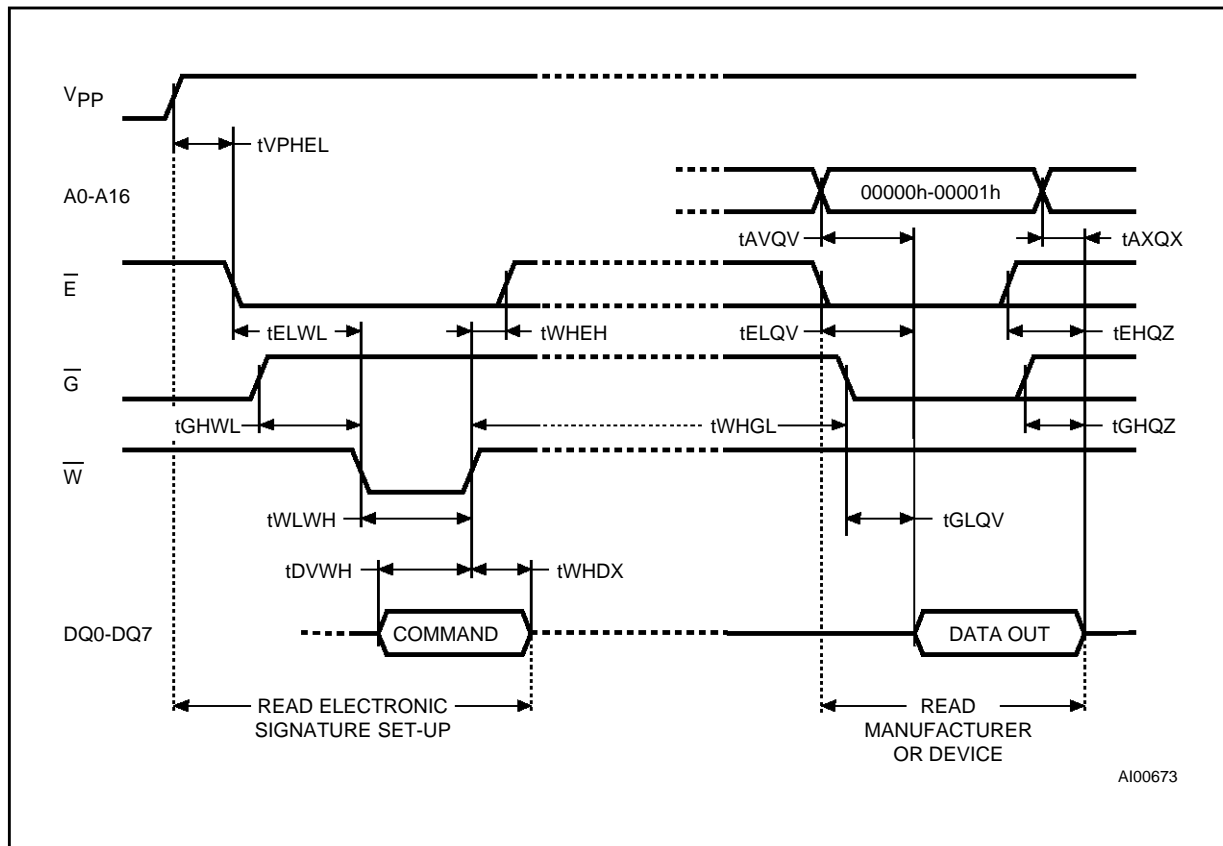 VPP
tVPHEL
A0-A16
00000h-00001h
tAVQV
tAXQX
E
tELWL
tWHEH
tELQV
tEHQZ
G
tGHWL
tWHGL
tGHQZ
W
tWLWH
tGLQV
tDVWH
tWHDX
DQ0-DQ7
COMMAND
DATA OUT
READ ELECTRONIC
SIGNATURE SET-UP
READ
MANUFACTURER
OR DEVICE
AI00673